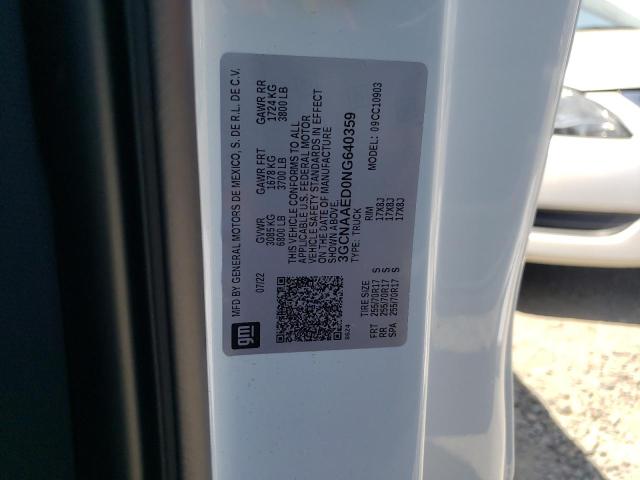 MFD BY GENERAL MOTORS DE MEXICO, S. DE R.L. DE C.V.
07/22
GVWR GAWR FRT GAWR RR
3085 KG 1678 KG 1724 KG
6800 LB 3700 LB 3800 LB
THIS VEHICLE CONFORMS TO ALL
APPLICABLE U.S. FEDERAL MOTOR
VEHICLE SAFETY STANDARDS IN EFFECT
ON THE DATE OF MANUFACTURE
SHOWN ABOVE.
3GCNAAED0NG640359
TYPE: TRUCK MODEL: 09CC10903
gm
8624
TIRE SIZE RIM
FRT 255/70R17 S 17X8J
RR 255/70R17 S 17X8J
SPA 255/70R17 S 17X8J